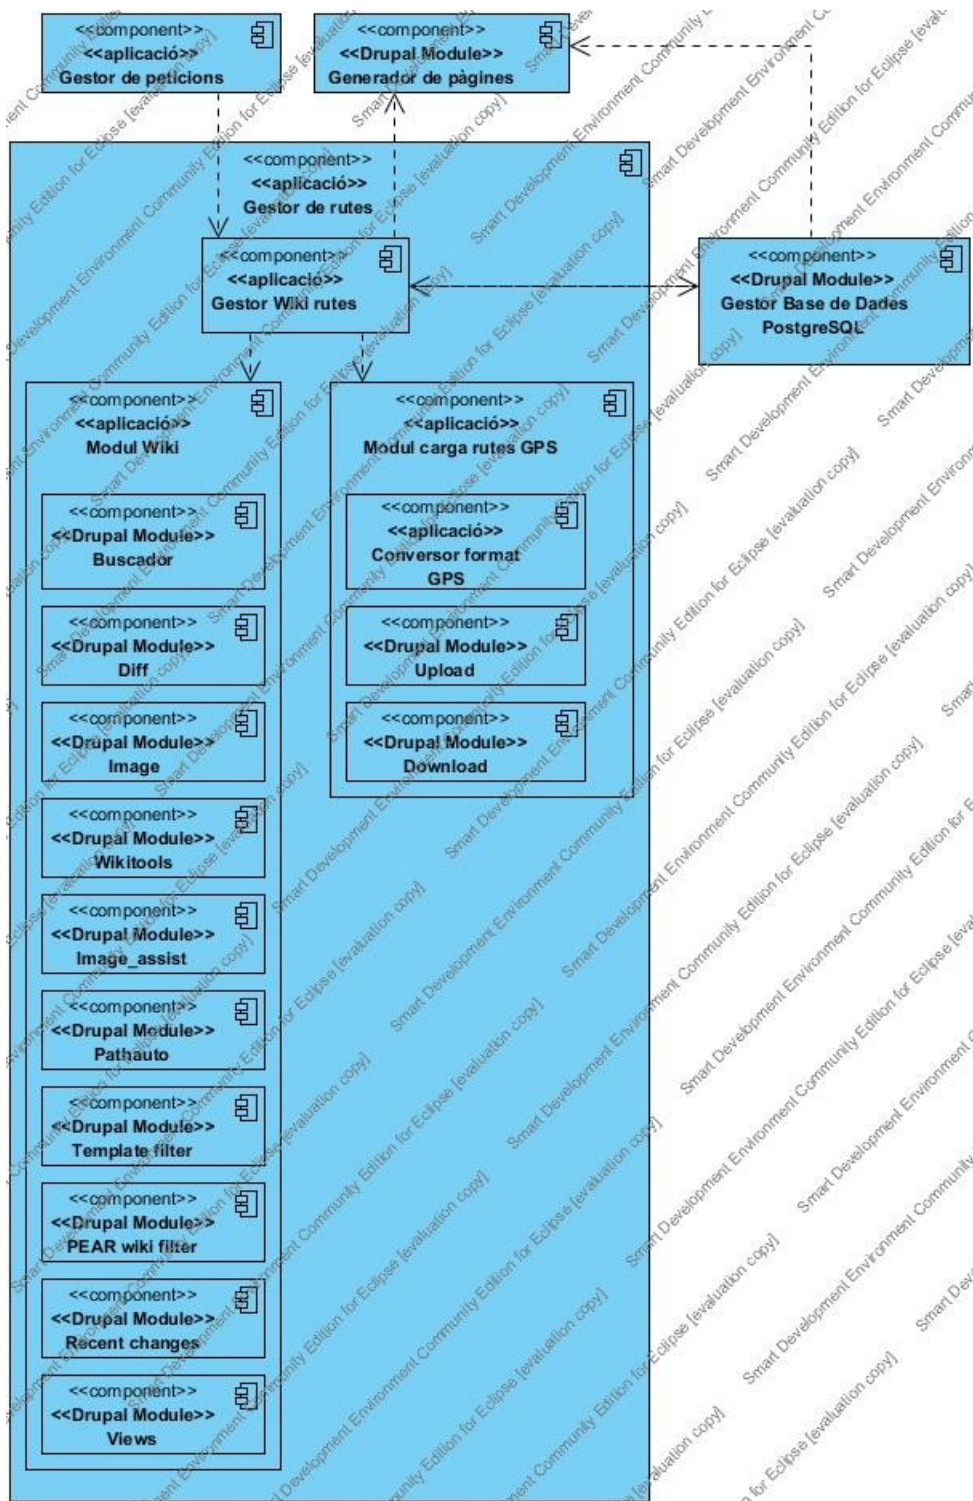 <<component>>
<<aplicació>>
Gestor de peticions
<<component>>
<<Drupal Module>>
Generador de pàgines
<<component>>
<<aplicació>>
Gestor de rutes
<<component>>
<<aplicació>>
Gestor Wiki rutes
<<component>>
<<Drupal Module>>
Gestor Base de Dades
PostgreSQL
<<component>>
<<aplicació>>
Modul Wiki
<<component>>
<<Drupal Module>>
Buscador
<<component>>
<<Drupal Module>>
Diff
<<component>>
<<Drupal Module>>
Image
<<component>>
<<Drupal Module>>
Wikitools
<<component>>
<<Drupal Module>>
Image_assist
<<component>>
<<Drupal Module>>
Pathauto
<<component>>
<<Drupal Module>>
Template filter
<<component>>
<<Drupal Module>>
PEAR wiki filter
<<component>>
<<Drupal Module>>
Recent changes
<<component>>
<<Drupal Module>>
Views
<<component>>
<<aplicació>>
Modul carga rutes GPS
<<component>>
<<aplicació>>
Conversor format
GPS
<<component>>
<<Drupal Module>>
Upload
<<component>>
<<Drupal Module>>
Download
Smart Development Environment Community Edition for Eclipse [evaluation copy]